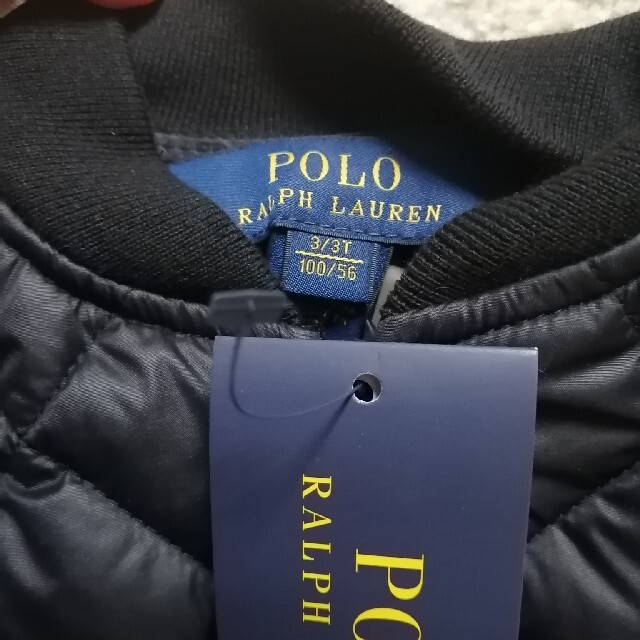 POLO
RALPH LAUREN
3/3T
100/56
PO
RALPH